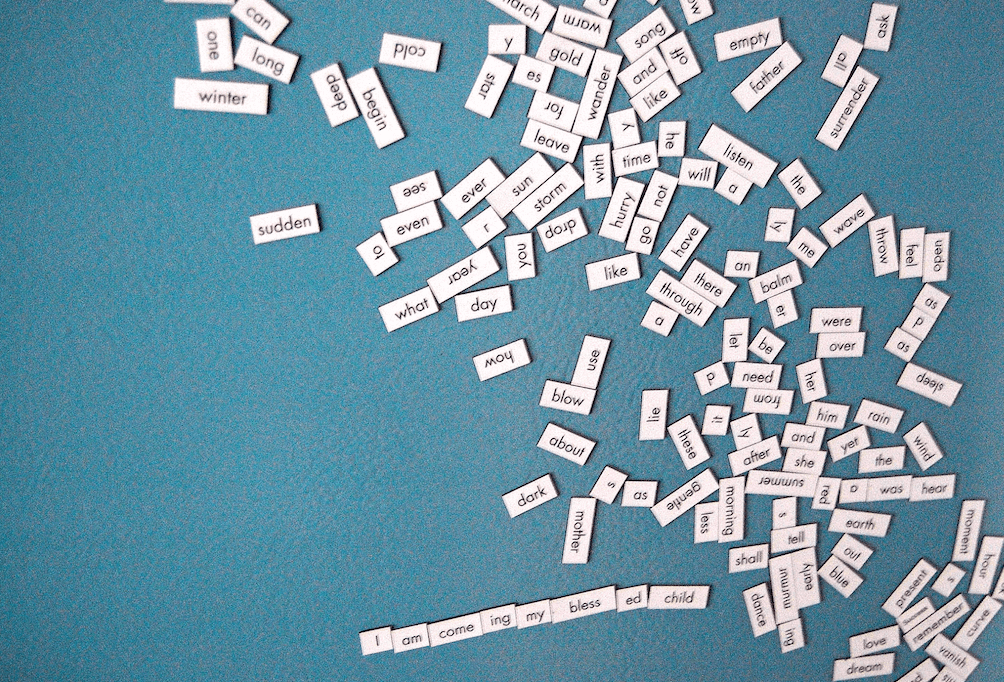 can
one
long
winter
cold
deep
begin
arch
warm
y
gold
es
star
for
wander
leave
song
off
and
like
ow
empty
father
ask
all
surrender
y
he
with
time
will
listen
a
the
see
ever
sun
storm
even
r
drop
you
hurry
not
go
have
sudden
to
year
what
day
like
there
through
a
an
balm
er
ly
me
wave
throw
feel
open
as
p
as
sleep
were
over
let
be
how
use
blow
about
lie
these
d
need
from
her
him
rain
it
ly
after
and
she
yet
the
wind
summer
red
a
was
hear
dark
s
as
mother
gentle
less
morning
s
tell
earth
shall
early
murmur
out
blue
dance
ing
moment
hour
present
s
remember
curve
love
vanish
dream
I am come ing my bless ed child